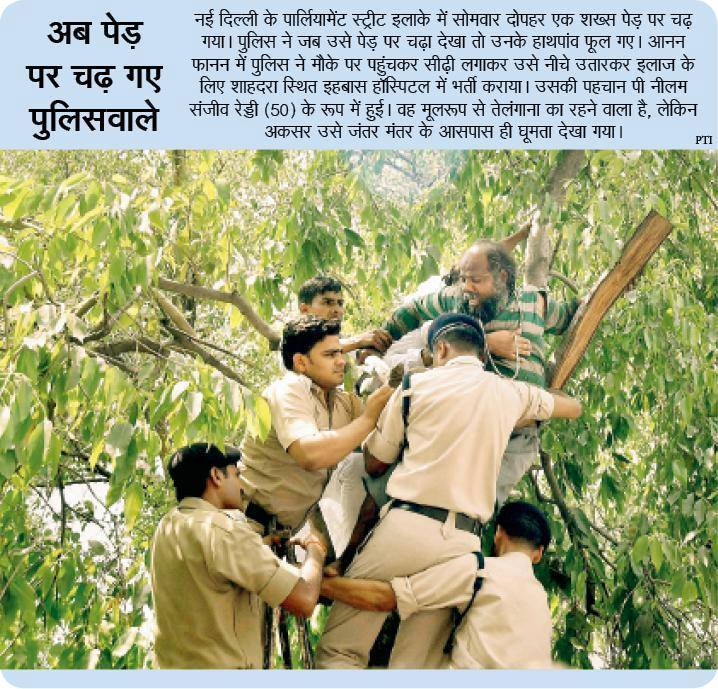 अब पेड़
पर चढ़ गए
पुलिसवाले
नई दिल्ली के पार्लियामेंट स्ट्रीट इलाके में सोमवार दोपहर एक शख्स पेड़ पर चढ़
गया। पुलिस ने जब उसे पेड़ पर चढ़ा देखा तो उनके हाथपांव फूल गए। आनन
फानन में पुलिस ने मौके पर पहुंचकर सीढ़ी लगाकर उसे नीचे उतारकर इलाज के
लिए शाहदरा स्थित इहबास हॉस्पिटल में भर्ती कराया। उसकी पहचान पी नीलम
संजीव रेड्डी (50) के रूप में हुई। वह मूलरूप से तेलंगाना का रहने वाला है, लेकिन
अकसर उसे जंतर मंतर के आसपास ही घूमता देखा गया।
PTI